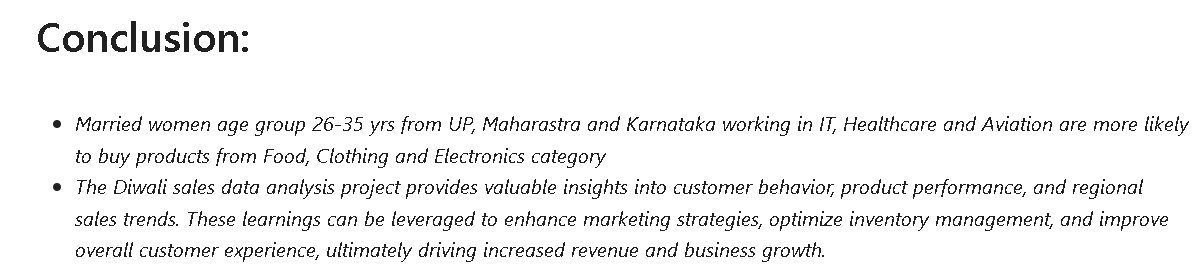 Conclusion:
• Married women age group 26-35 yrs from UP, Maharastra and Karnataka working in IT, Healthcare and Aviation are more likely
to buy products from Food, Clothing and Electronics category
• The Diwali sales data analysis project provides valuable insights into customer behavior, product performance, and regional
sales trends. These learnings can be leveraged to enhance marketing strategies, optimize inventory management, and improve
overall customer experience, ultimately driving increased revenue and business growth.